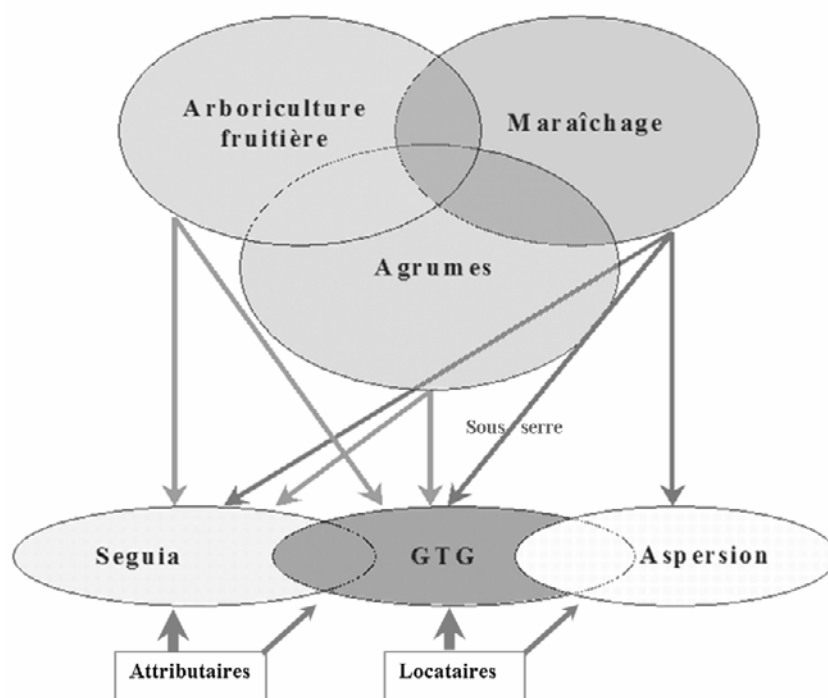 Arboriculture
fruitière
Maraîchage
Agrumes
Sous serre
Seguia
GTG
Aspersion
Attributaires
Locataires